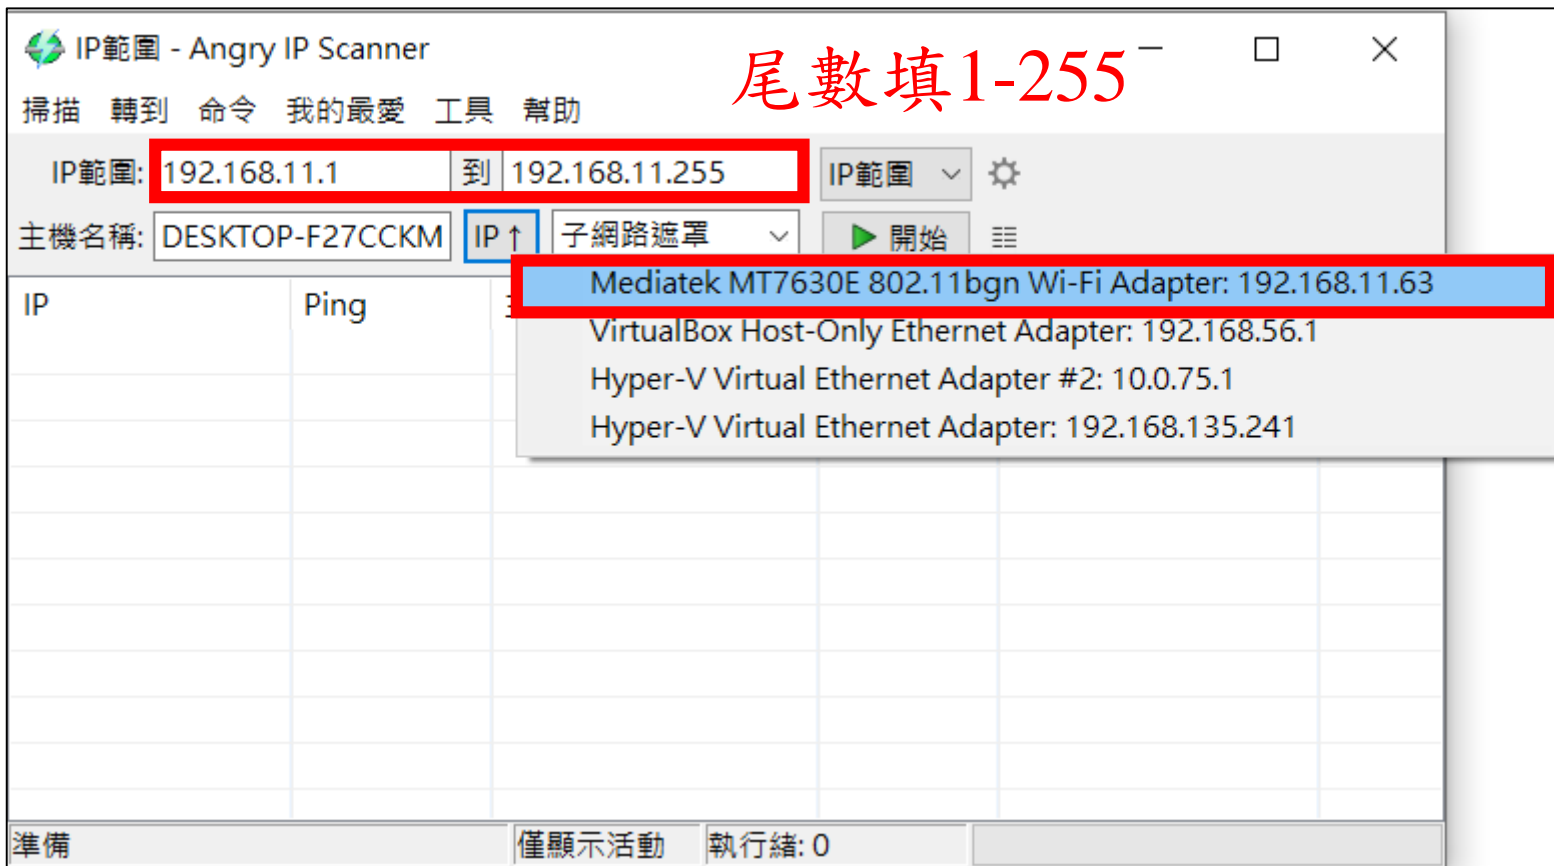 IP範圍 - Angry IP Scanner
尾數填1-255
掃描 轉到 命令 我的最愛 工具 幫助
IP範圍: 192.168.11.1 到 192.168.11.255 IP範圍
主機名稱: DESKTOP-F27CCKM IP↑ 子網路遮罩 開始
Mediatek MT7630E 802.11bgn Wi-Fi Adapter: 192.168.11.63
IP Ping
VirtualBox Host-Only Ethernet Adapter: 192.168.56.1
Hyper-V Virtual Ethernet Adapter #2: 10.0.75.1
Hyper-V Virtual Ethernet Adapter: 192.168.135.241
準備 僅顯示活動 執行緒: 0